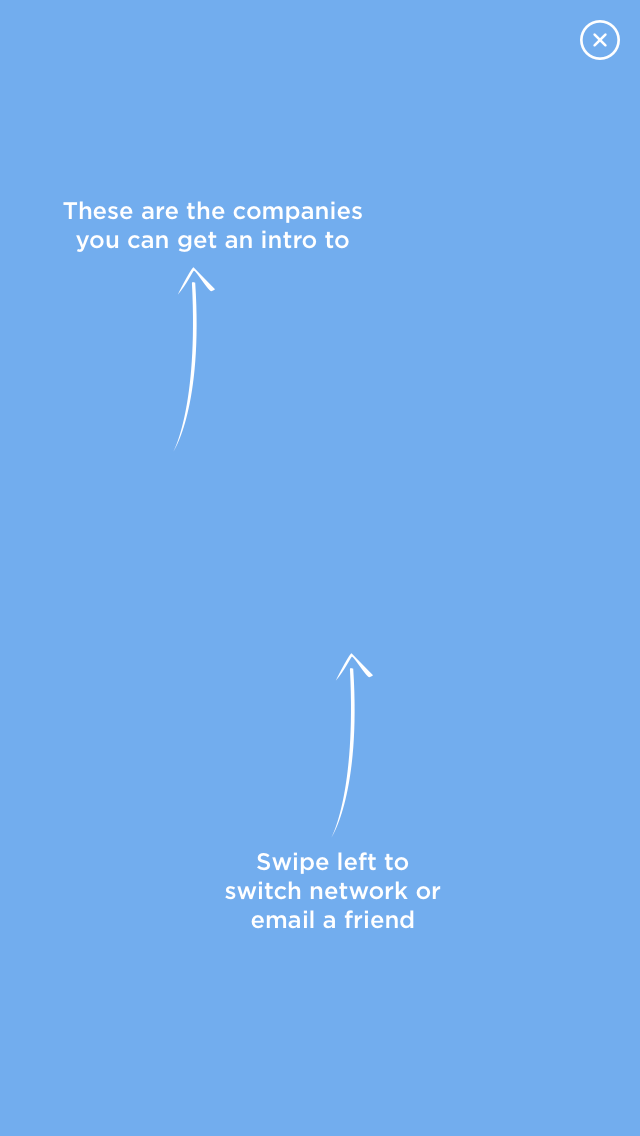 These are the companies
you can get an intro to
Swipe left to
switch network or
email a friend